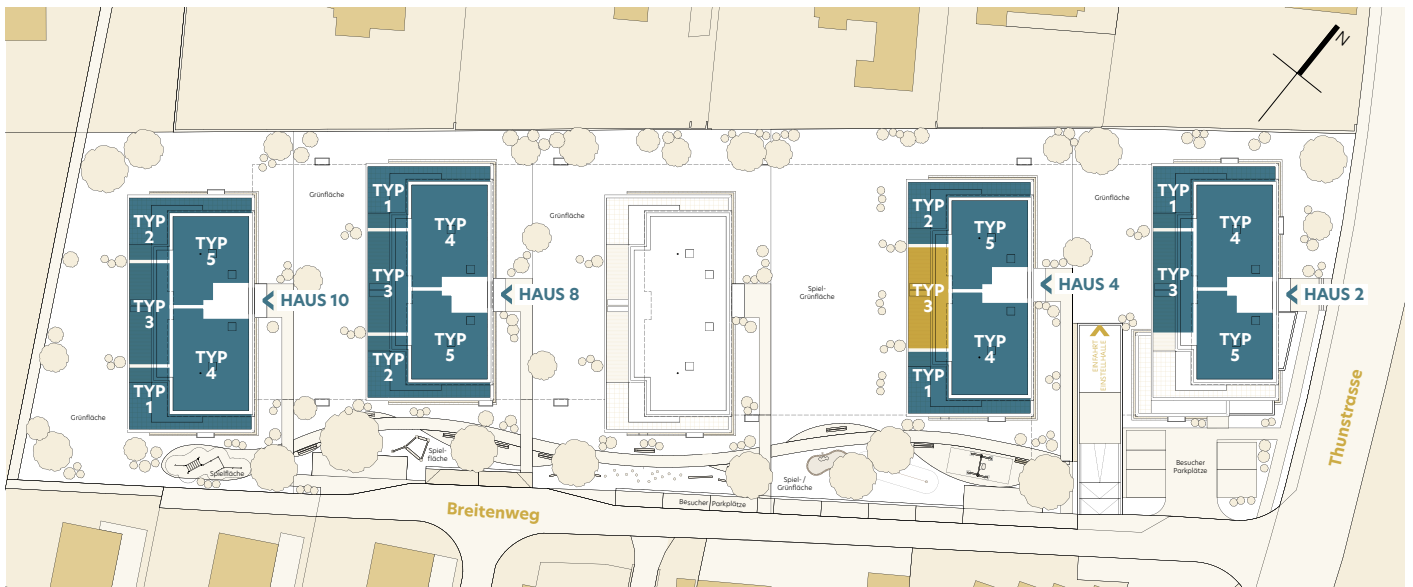 N
Grünfläche
TYP
2
TYP
5
TYP
3
TYP
4
TYP
1
HAUS 10
Grünfläche
Grünfläche
TYP
1
TYP
4
TYP
3
TYP
5
TYP
2
HAUS 8
Grünfläche
Spiel-
Grünfläche
TYP
2
TYP
5
TYP
3
TYP
4
TYP
1
HAUS 4
Grünfläche
TYP
1
TYP
4
TYP
3
TYP
5
HAUS 2
EINFAHRT
EINSTELLHALLE
Spielfläche
Spiel-
fläche
Spiel- /
Grünfläche
Besucher Parkplätze
Besucher
Parkplätze
Breitenweg
Thunstrasse